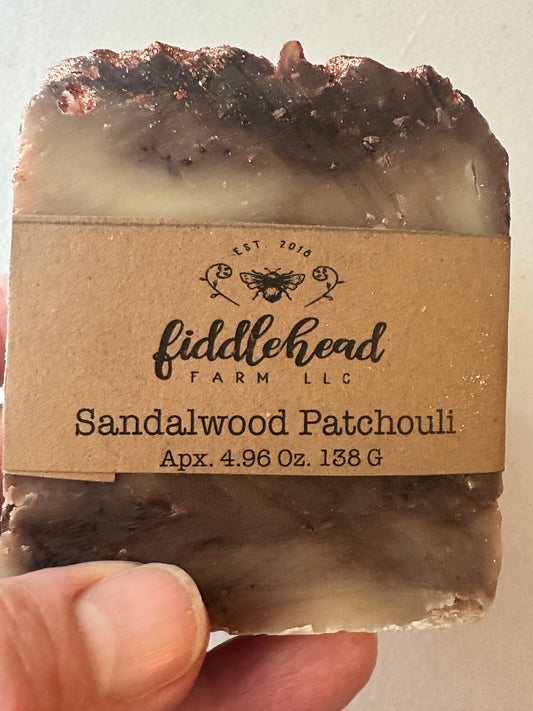 EST. 2018
fiddlehead
FARM LLC
Sandalwood Patchouli
Apx. 4.96 Oz. 138 G